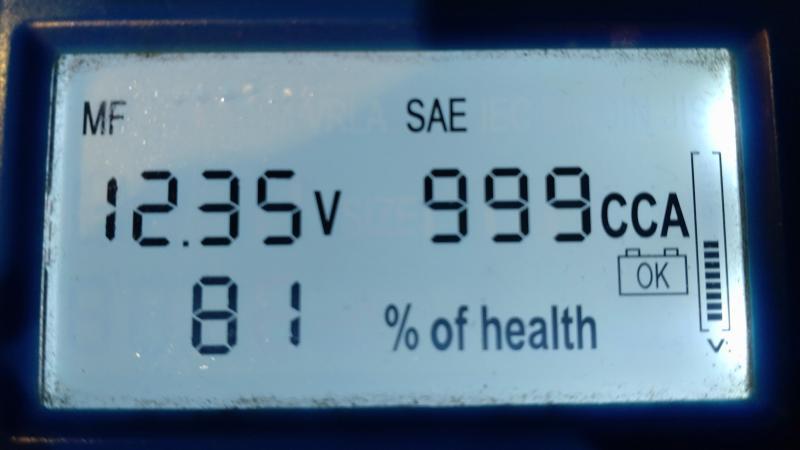 MF SAE
12.35 V 999 CCA
OK
81 % of health